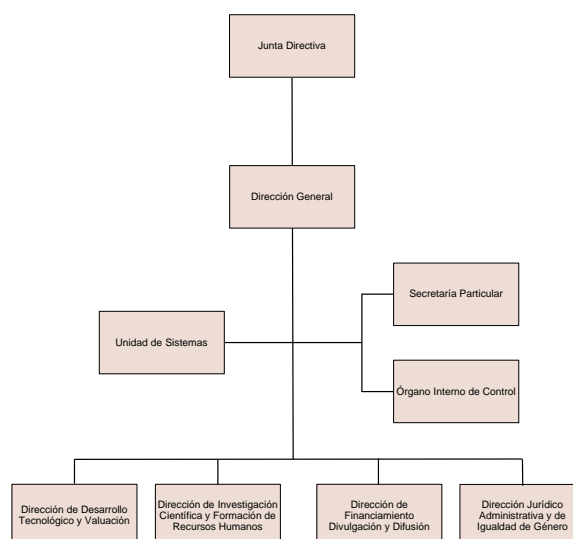 Junta Directiva
Dirección General
Secretaría Particular
Unidad de Sistemas
Órgano Interno de Control
Dirección de Desarrollo
Tecnológico y Valuación
Dirección de Investigación
Científica y Formación de
Recursos Humanos
Dirección de
Financiamiento
Divulgación y Difusión
Dirección Jurídico
Administrativa y de
Igualdad de Género